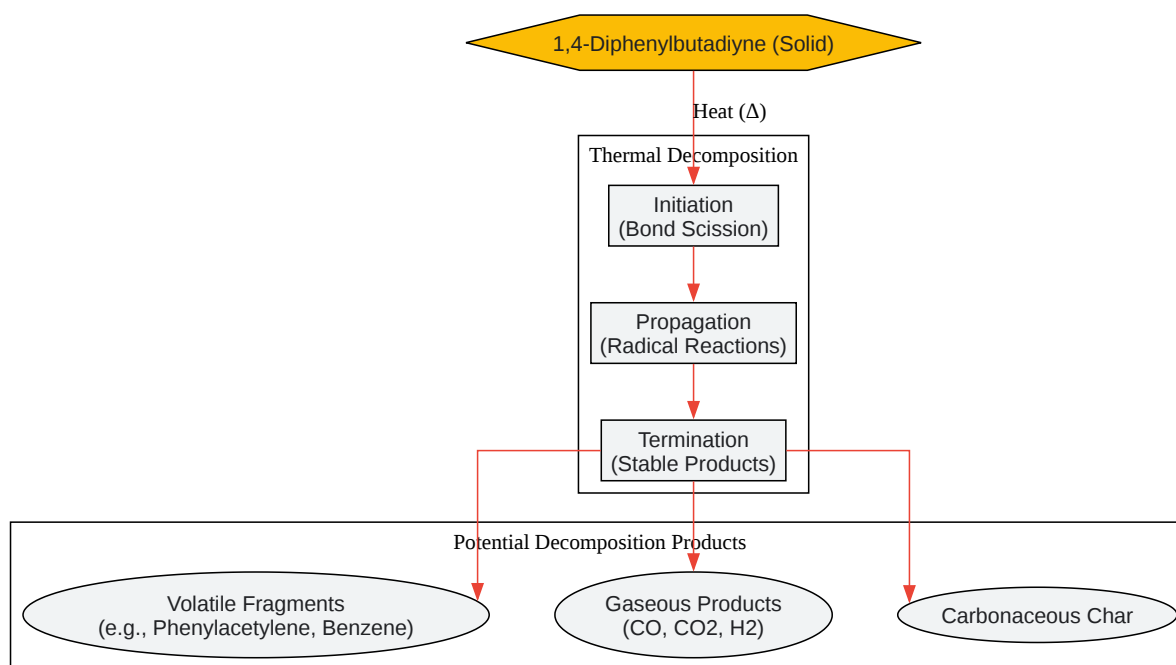 1,4-Diphenylbutadiyne (Solid)
Heat (Δ)
Thermal Decomposition
Initiation
(Bond Scission)
Propagation
(Radical Reactions)
Termination
(Stable Products)
Potential Decomposition Products
Volatile Fragments
(e.g., Phenylacetylene, Benzene)
Gaseous Products
(CO, CO2, H2)
Carbonaceous Char